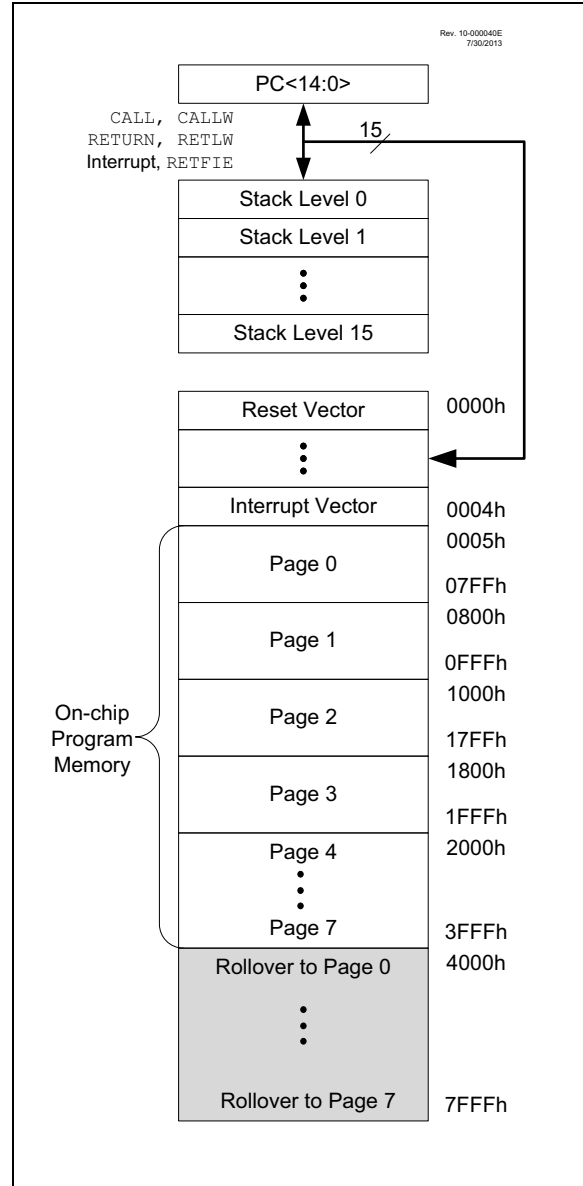 Rev. 10-000040E
7/30/2013
PC<14:0>
CALL, CALLW
RETURN, RETLW
Interrupt, RETFIE
15
Stack Level 0
Stack Level 1
Stack Level 15
Reset Vector
0000h
Interrupt Vector
0004h
0005h
Page 0
07FFh
0800h
Page 1
0FFFh
1000h
Page 2
17FFh
1800h
Page 3
1FFFh
On-chip
Program
Memory
Page 4
2000h
Page 7
3FFFh
Rollover to Page 0
4000h
Rollover to Page 7
7FFFh